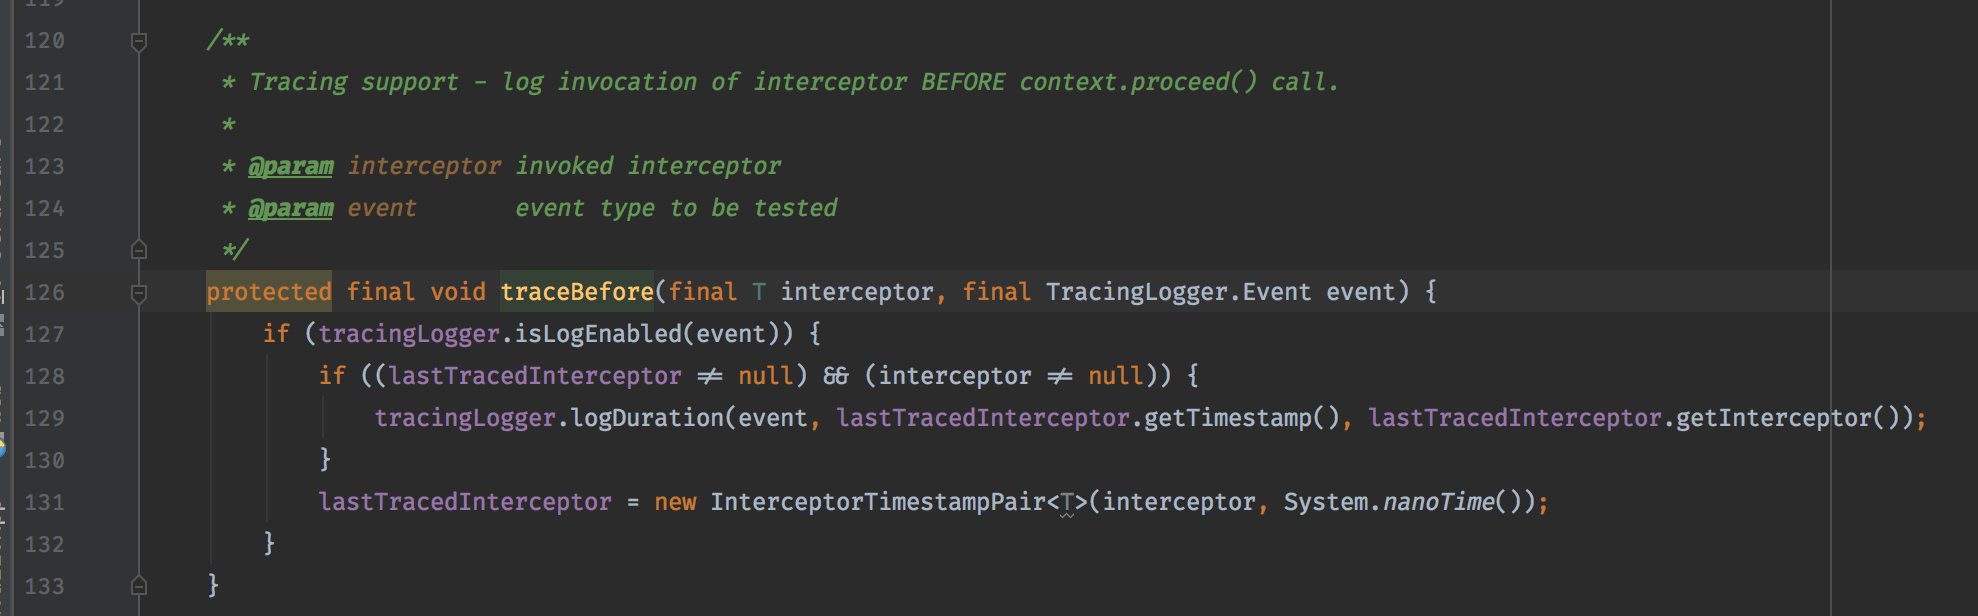 120 /**
121 * Tracing support - log invocation of interceptor BEFORE context.proceed() call.
122 *
123 * @param interceptor invoked interceptor
124 * @param event       event type to be tested
125 */
126 protected final void traceBefore(final T interceptor, final TracingLogger.Event event) {
127 if (tracingLogger.isLogEnabled(event)) {
128 if ((lastTracedInterceptor ≠ null) && (interceptor ≠ null)) {
129 tracingLogger.logDuration(event, lastTracedInterceptor.getTimestamp(), lastTracedInterceptor.getInterceptor());
130 }
131 lastTracedInterceptor = new InterceptorTimestampPair<T>(interceptor, System.nanoTime());
132 }
133 }